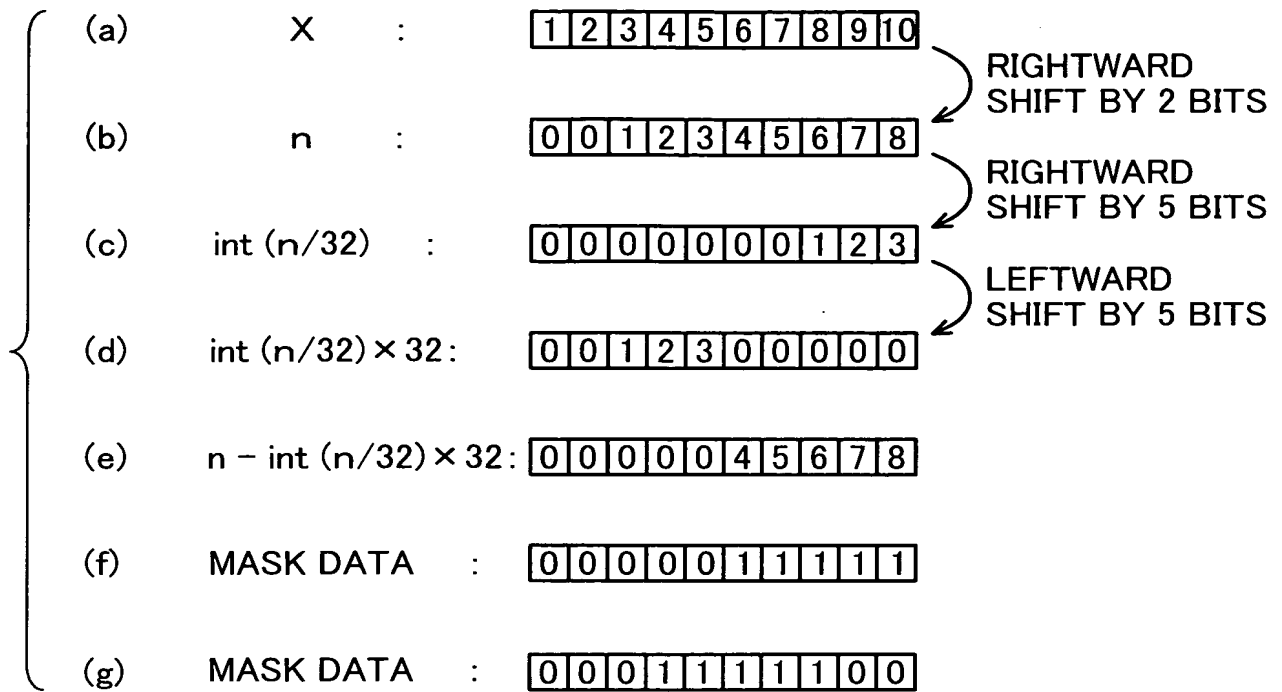 (a) X : 1 2 3 4 5 6 7 8 9 10
RIGHTWARD
SHIFT BY 2 BITS
(b) n : 0 0 1 2 3 4 5 6 7 8
RIGHTWARD
SHIFT BY 5 BITS
(c) int (n/32) : 0 0 0 0 0 0 0 1 2 3
LEFTWARD
SHIFT BY 5 BITS
(d) int (n/32) × 32: 0 0 1 2 3 0 0 0 0 0
(e) n − int (n/32) × 32: 0 0 0 0 0 4 5 6 7 8
(f) MASK DATA : 0 0 0 0 0 1 1 1 1 1
(g) MASK DATA : 0 0 0 1 1 1 1 1 0 0